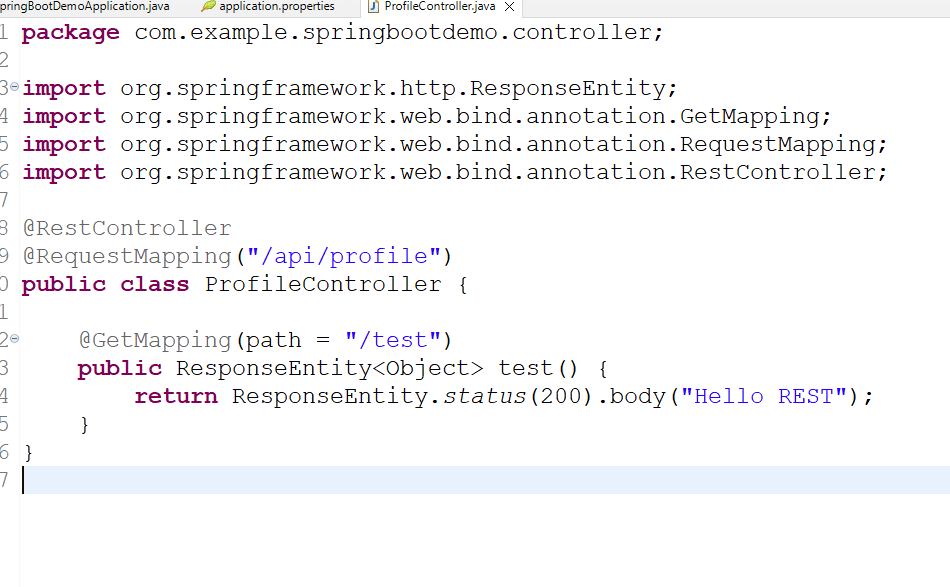 pringBootDemoApplication.java application.properties ProfileController.java
1 package com.example.springbootdemo.controller;
2
3 import org.springframework.http.ResponseEntity;
4 import org.springframework.web.bind.annotation.GetMapping;
5 import org.springframework.web.bind.annotation.RequestMapping;
6 import org.springframework.web.bind.annotation.RestController;
7
8 @RestController
9 @RequestMapping("/api/profile")
0 public class ProfileController {
1
2 @GetMapping(path = "/test")
3 public ResponseEntity<Object> test() {
4 return ResponseEntity.status(200).body("Hello REST");
5 }
6 }
7